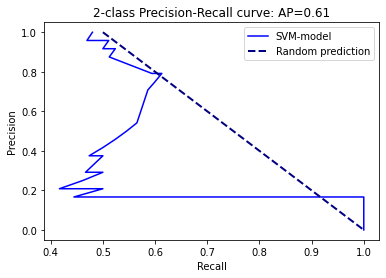 2-class Precision-Recall curve: AP=0.61
SVM-model
Random prediction
1.0
0.8
0.6
0.4
0.2
0.0
Precision
0.4 0.5 0.6 0.7 0.8 0.9 1.0
Recall